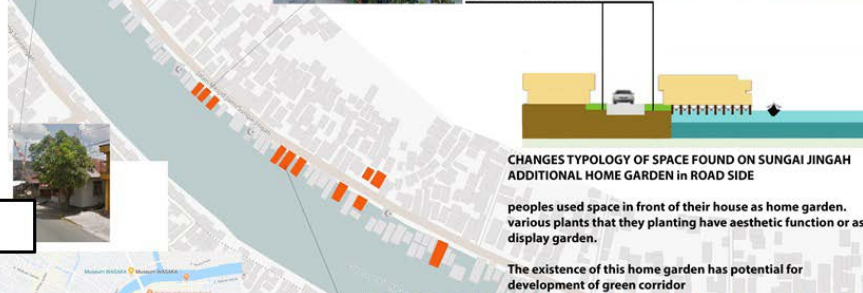 CHANGES TYPOLOGY OF SPACE FOUND ON SUNGAI JINGAH
ADDITIONAL HOME GARDEN in ROAD SIDE
peoples used space in front of their house as home garden.
various plants that they planting have aesthetic function or as
display garden.
The existence of this home garden has potential for
development of green corridor
Museum WASAKA
Museum WASAKA